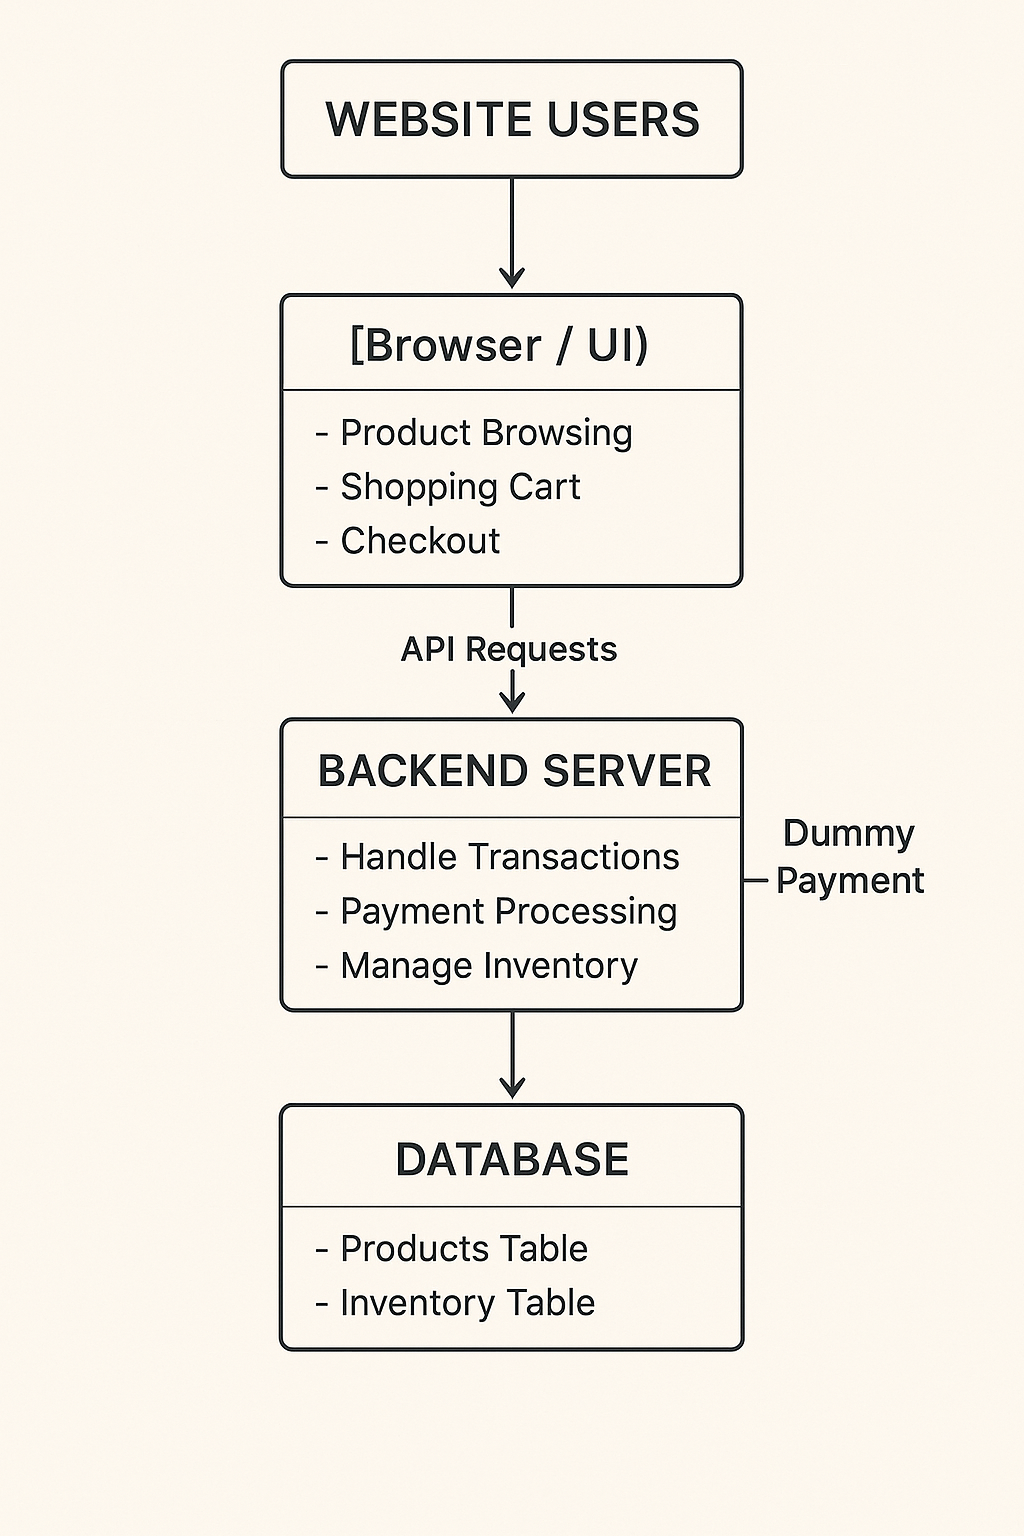 WEBSITE USERS
[Browser / UI)
- Product Browsing
- Shopping Cart
- Checkout
API Requests
BACKEND SERVER
- Handle Transactions
- Payment Processing
- Manage Inventory
Dummy
Payment
DATABASE
- Products Table
- Inventory Table